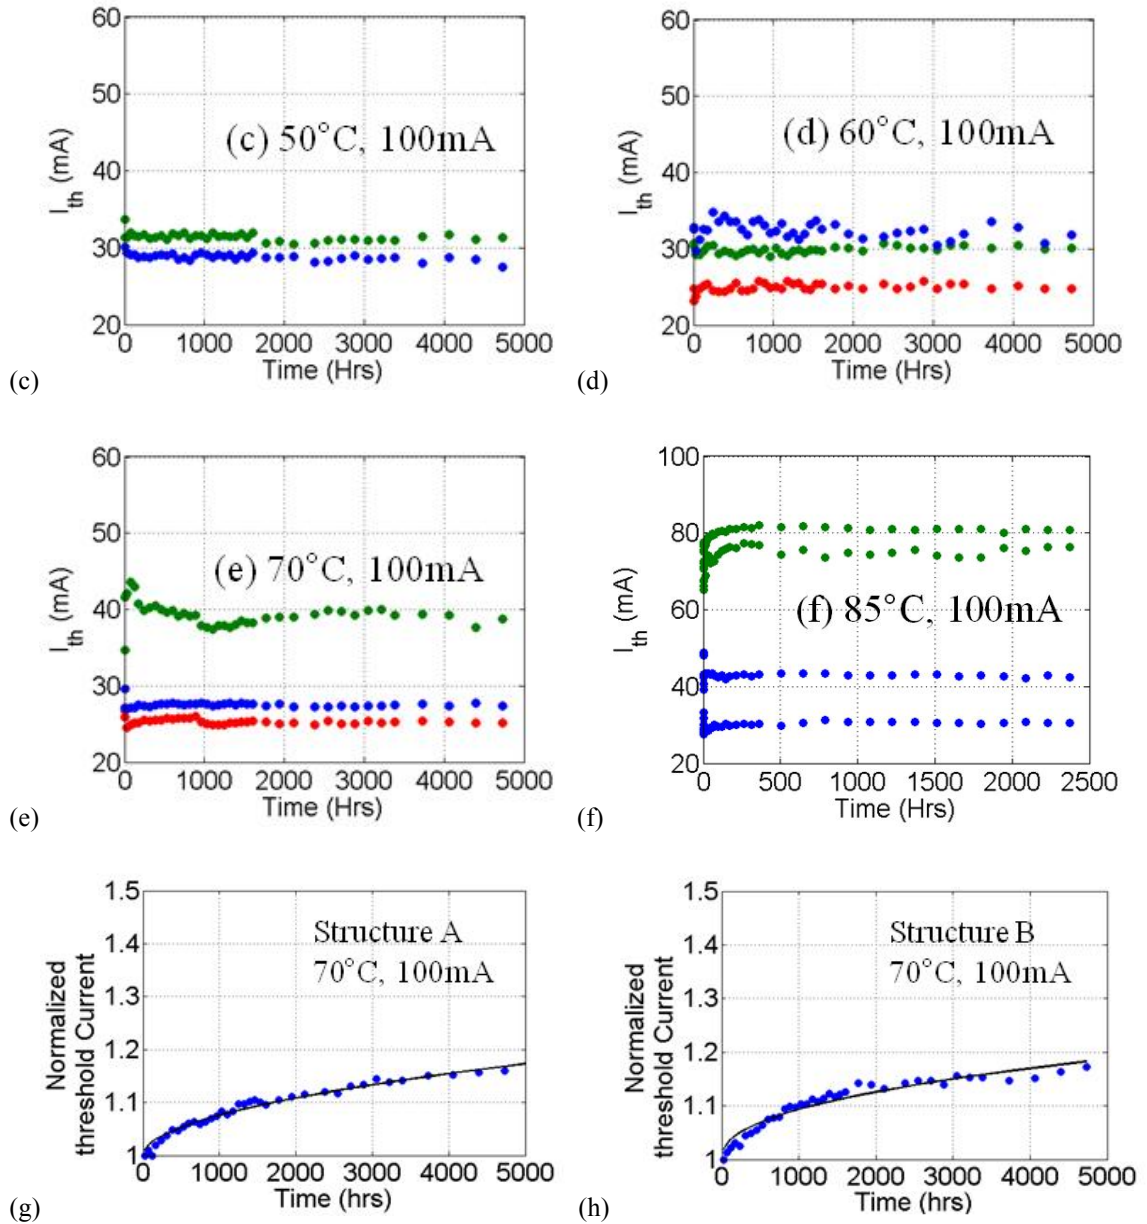 60
50
40
30
20
I_th (mA)
(c) 50°C, 100mA
0 1000 2000 3000 4000 5000
Time (Hrs)
(c)
60
50
40
30
20
I_th (mA)
(d) 60°C, 100mA
0 1000 2000 3000 4000 5000
Time (Hrs)
(d)
60
50
40
30
20
I_th (mA)
(e) 70°C, 100mA
0 1000 2000 3000 4000 5000
Time (Hrs)
(e)
100
80
60
40
20
I_th (mA)
(f) 85°C, 100mA
0 500 1000 1500 2000 2500
Time (Hrs)
(f)
1.5
1.4
1.3
1.2
1.1
1
Normalized
threshold Current
Structure A
70°C, 100mA
0 1000 2000 3000 4000 5000
Time (hrs)
(g)
1.5
1.4
1.3
1.2
1.1
1
Normalized
threshold Current
Structure B
70°C, 100mA
0 1000 2000 3000 4000 5000
Time (hrs)
(h)